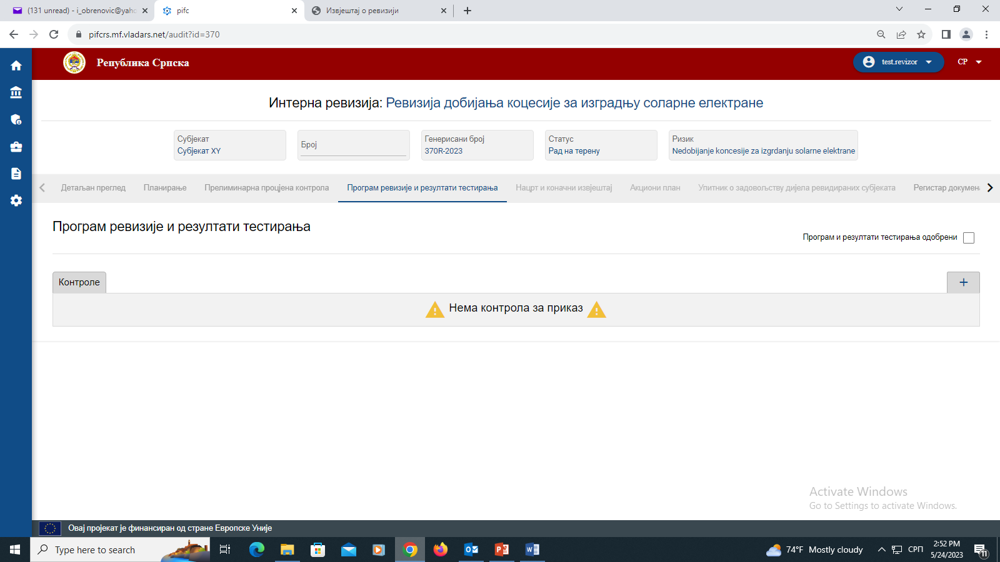 (131 unread) - i_obrenovic@yaho
pifc
Извјештај о ревизији
pifcrs.mf.vladars.net/audit?id=370
Република Српска
test.revizor
СР
Интерна ревизија: Ревизија добијања коцесије за изградњу соларне електране
Субјекат
Субјекат XY
Број
Генерисани број
370R-2023
Статус
Рад на терену
Ризик
Nedobijanje koncesije za izgrdanju solarne elektrane
Детаљан преглед
Планирање
Прелиминарна процјена контрола
Програм ревизије и резултати тестирања
Нацрт и коначни извјештај
Акциони план
Упитник о задовољству дијела ревидираних субјеката
Регистар докумена
Програм ревизије и резултати тестирања
Програм и резултати тестирања одобрени
Контроле
+
Нема контрола за приказ
Activate Windows
Go to Settings to activate Windows.
Овај пројекат је финансиран од стране Европске Уније
Type here to search
74°F Mostly cloudy
СРП
2:52 PM
5/24/2023
11